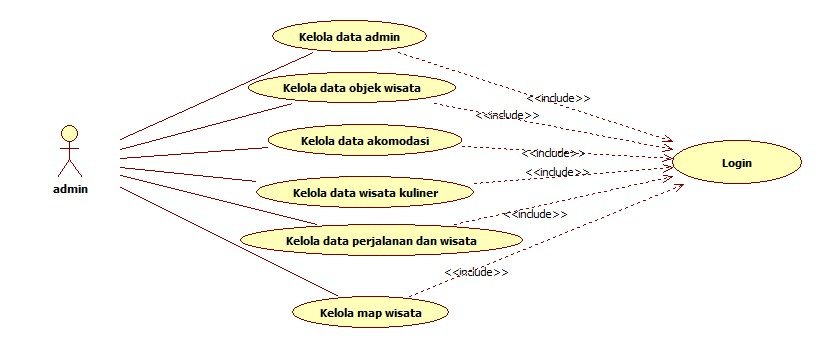 Kelola data admin
<<include>>
Kelola data objek wisata
<<include>>
Kelola data akomodasi
<<include>>
admin
Login
Kelola data wisata kuliner
<<include>>
Kelola data perjalanan dan wisata
<<include>>
Kelola map wisata
<<include>>